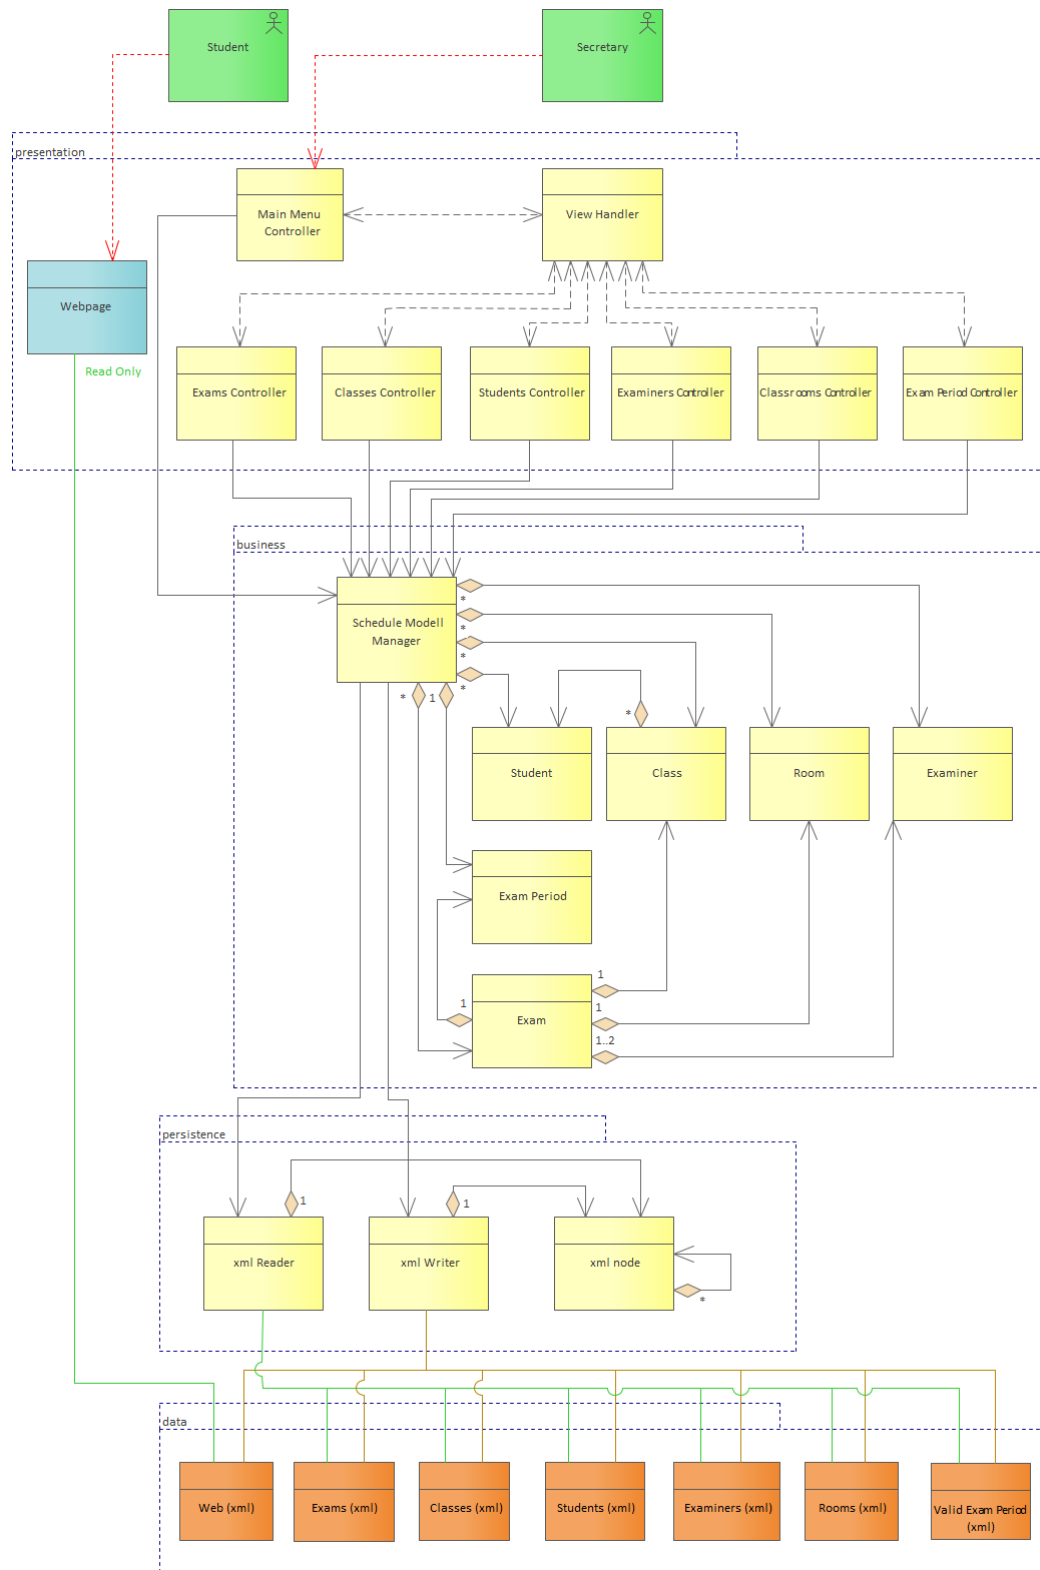 Student
Secretary
presentation
Main Menu
Controller
View Handler
Webpage
Read Only
Exams Controller
Classes Controller
Students Controller
Examiners Controller
Classrooms Controller
Exam Period Controller
business
Schedule Modell
Manager
*
*
*
*
*
1
*
Student
Class
Room
Examiner
Exam Period
1
1
1
Exam
1..2
persistence
1
1
xml Reader
xml Writer
xml node
*
data
Web (xml)
Exams (xml)
Classes (xml)
Students (xml)
Examiners (xml)
Rooms (xml)
Valid Exam Period
(xml)